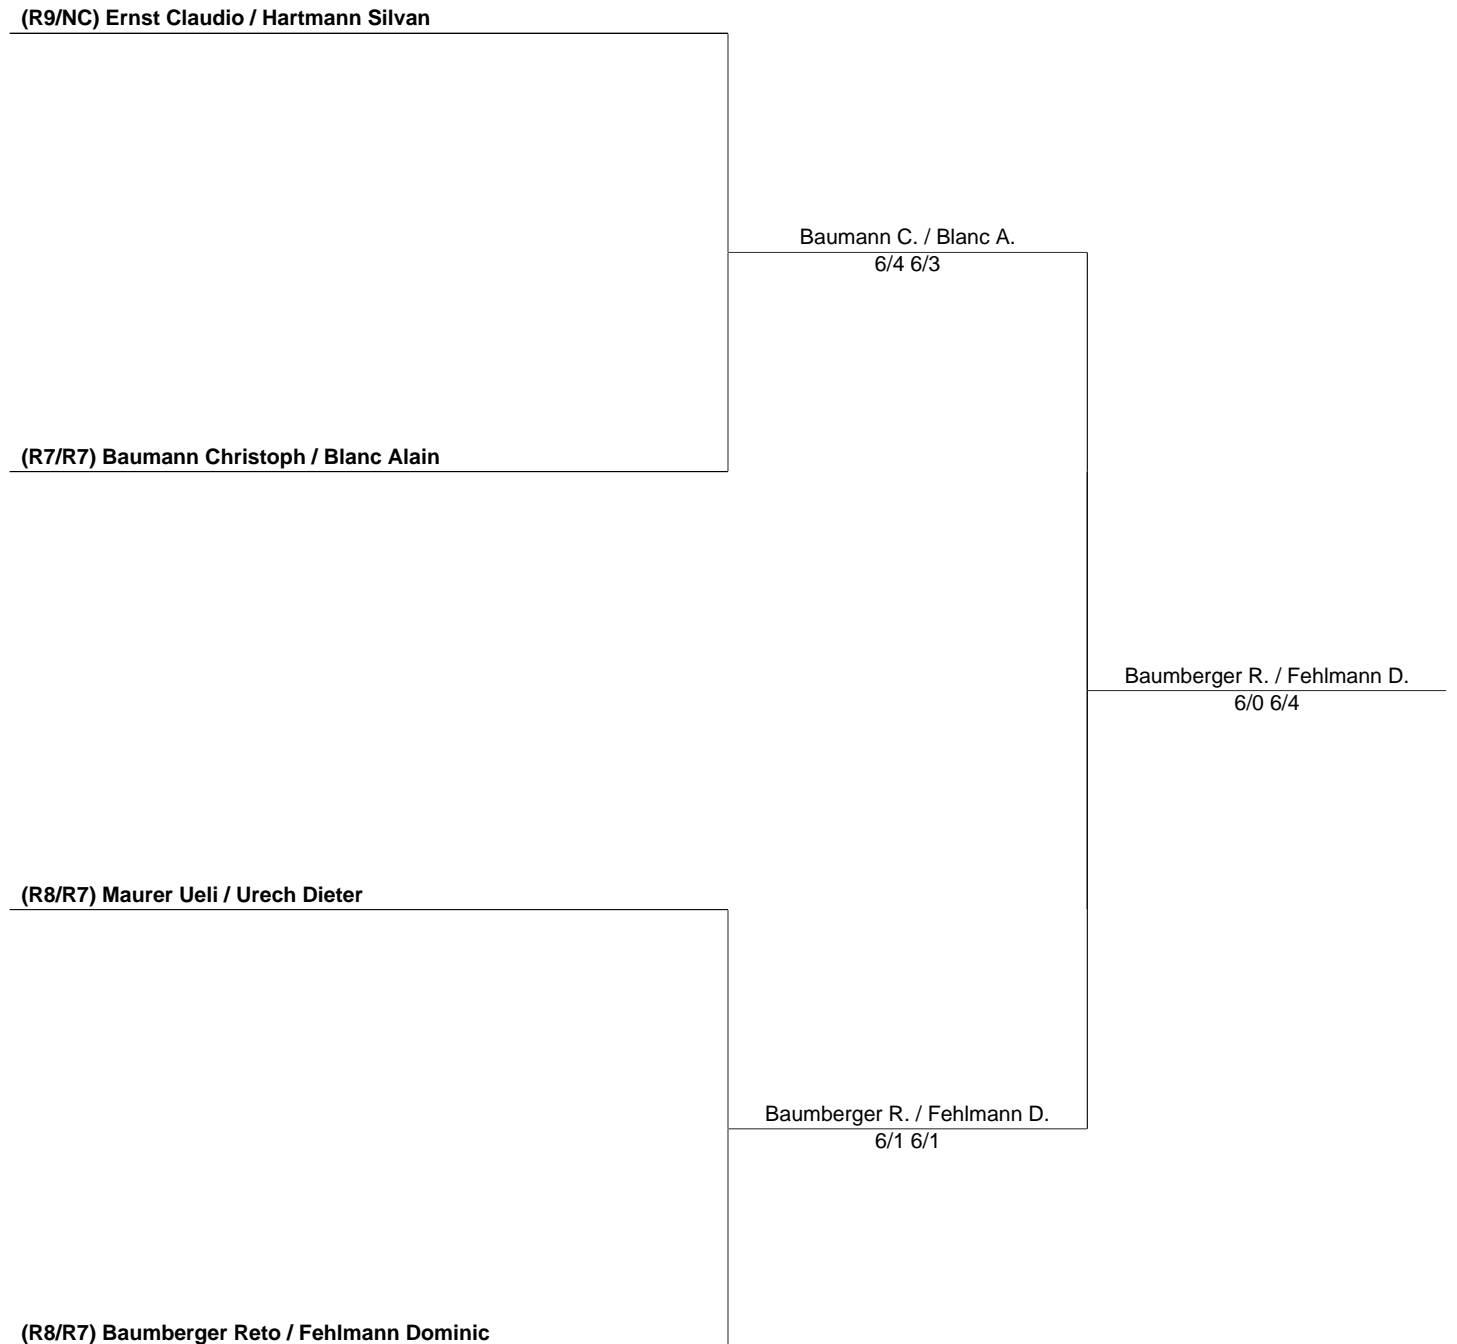 (R9/NC) Ernst Claudio / Hartmann Silvan
Baumann C. / Blanc A.
6/4 6/3
(R7/R7) Baumann Christoph / Blanc Alain
Baumberger R. / Fehlmann D.
6/0 6/4
(R8/R7) Maurer Ueli / Urech Dieter
Baumberger R. / Fehlmann D.
6/1 6/1
(R8/R7) Baumberger Reto / Fehlmann Dominic